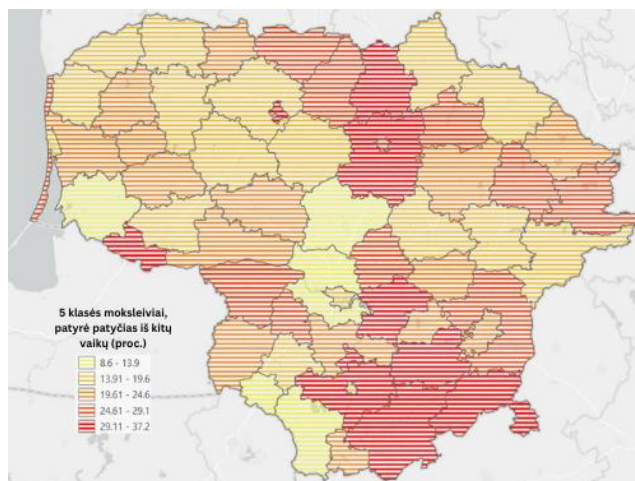 5 klasės moksleiviai,
patyrė patyčias iš kitų
vaikų (proc.)
8.6 - 13.9
13.91 - 19.6
19.61 - 24.6
24.61 - 29.1
29.11 - 37.2